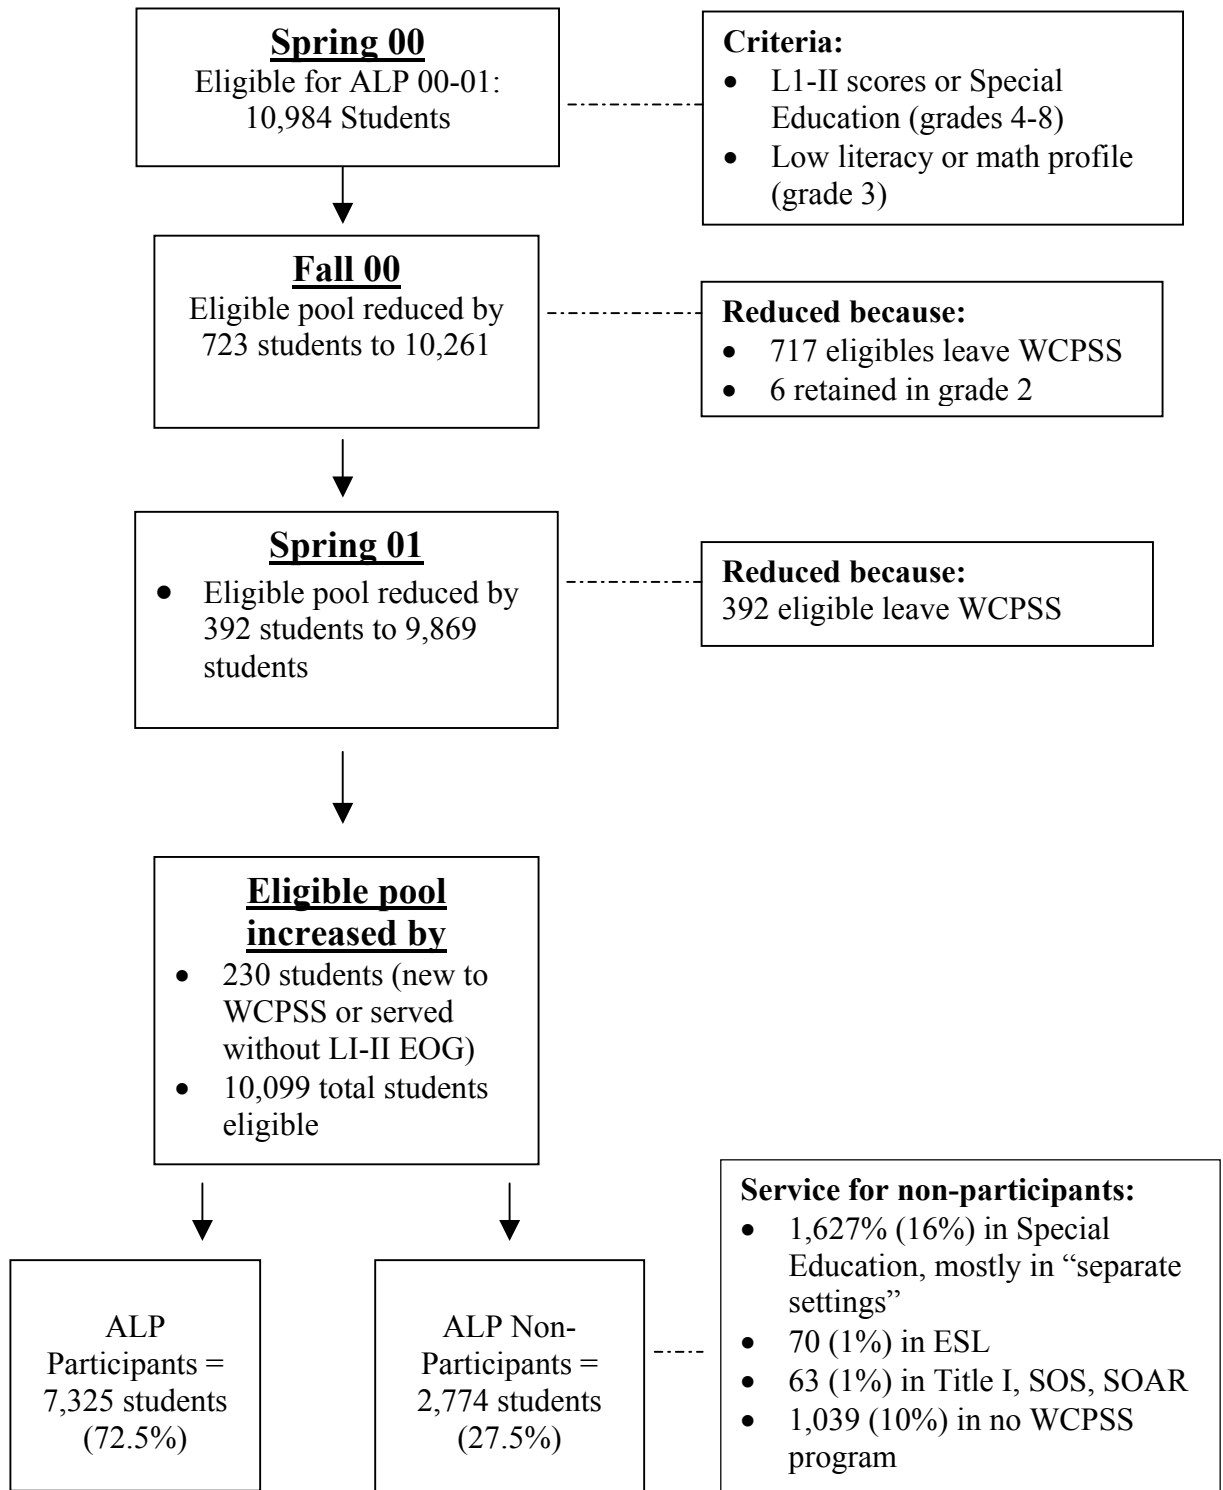 Spring 00
Eligible for ALP 00-01:
10,984 Students
Criteria:
• L1-II scores or Special
Education (grades 4-8)
• Low literacy or math profile
(grade 3)
Fall 00
Eligible pool reduced by
723 students to 10,261
Reduced because:
• 717 eligibles leave WCPSS
• 6 retained in grade 2
Spring 01
• Eligible pool reduced by
392 students to 9,869
students
Reduced because:
392 eligible leave WCPSS
Eligible pool
increased by
• 230 students (new to
WCPSS or served
without LI-II EOG)
• 10,099 total students
eligible
ALP
Participants =
7,325 students
(72.5%)
ALP Non-
Participants =
2,774 students
(27.5%)
Service for non-participants:
• 1,627% (16%) in Special
Education, mostly in “separate
settings”
• 70 (1%) in ESL
• 63 (1%) in Title I, SOS, SOAR
• 1,039 (10%) in no WCPSS
program